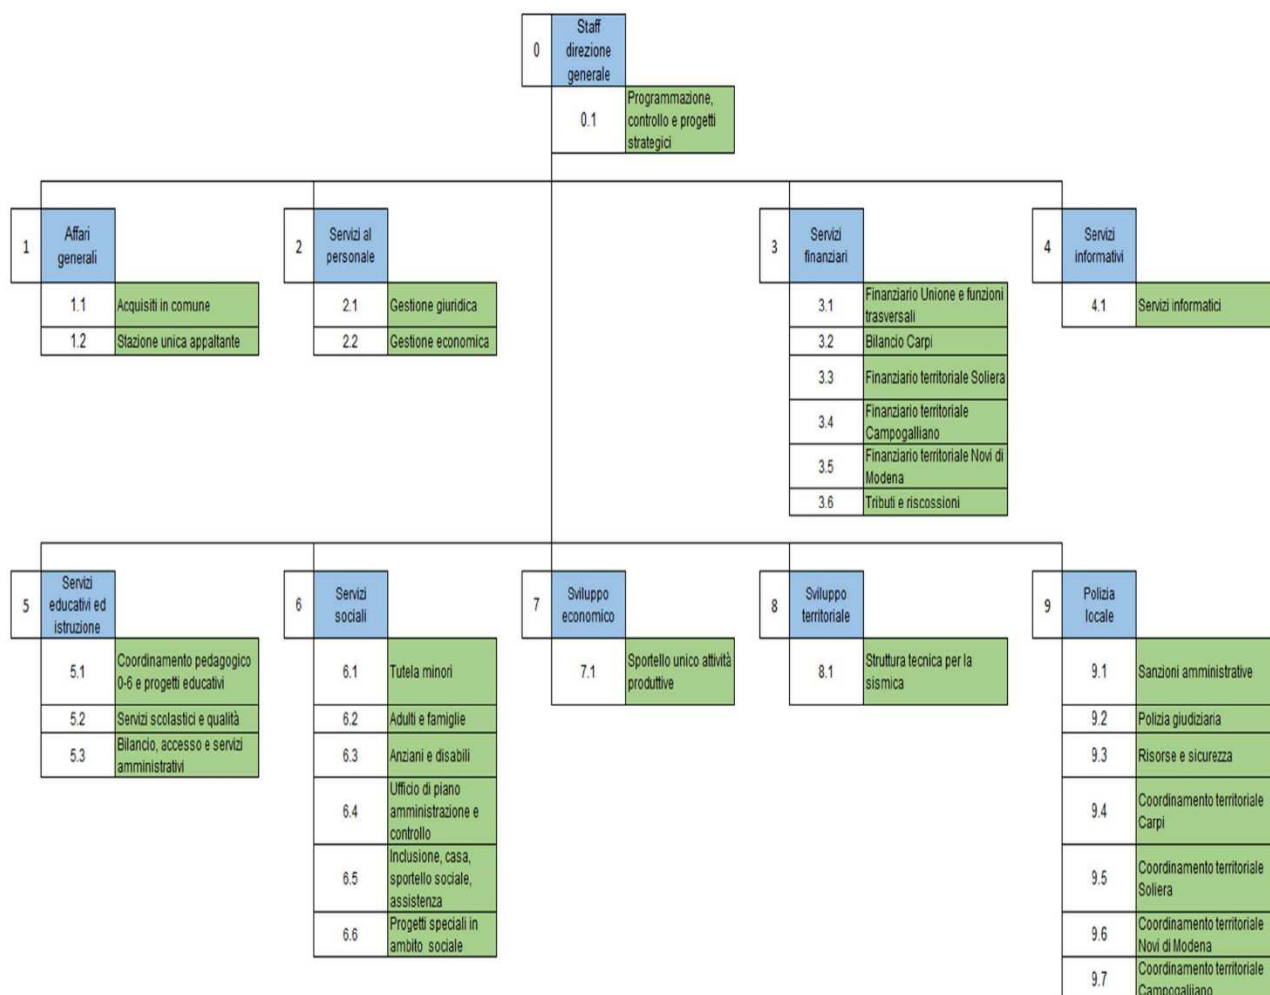 0
Staff
direzione
generale
0.1
Programmazione,
controllo e progetti
strategici
1
Affari
generali
1.1
Acquisiti in comune
1.2
Stazione unica appaltante
2
Servizi al
personale
2.1
Gestione giuridica
2.2
Gestione economica
3
Servizi
finanziari
3.1
Finanziario Unione e funzioni
trasversali
3.2
Bilancio Carpi
3.3
Finanziario territoriale Soliera
3.4
Finanziario territoriale
Campogalliano
3.5
Finanziario territoriale Novi di
Modena
3.6
Tributi e riscossioni
4
Servizi
informativi
4.1
Servizi informatici
5
Servizi
educativi ed
istruzione
5.1
Coordinamento pedagogico
0-6 e progetti educativi
5.2
Servizi scolastici e qualità
5.3
Bilancio, accesso e servizi
amministrativi
6
Servizi
sociali
6.1
Tutela minori
6.2
Adulti e famiglie
6.3
Anziani e disabili
6.4
Ufficio di piano
amministrazione e
controllo
6.5
Inclusione, casa,
sportello sociale,
assistenza
6.6
Progetti speciali in
ambito sociale
7
Sviluppo
economico
7.1
Sportello unico attività
produttive
8
Sviluppo
territoriale
8.1
Struttura tecnica per la
sismica
9
Polizia
locale
9.1
Sanzioni amministrative
9.2
Polizia giudiziaria
9.3
Risorse e sicurezza
9.4
Coordinamento territoriale
Carpi
9.5
Coordinamento territoriale
Soliera
9.6
Coordinamento territoriale
Novi di Modena
9.7
Coordinamento territoriale
Campogalliano